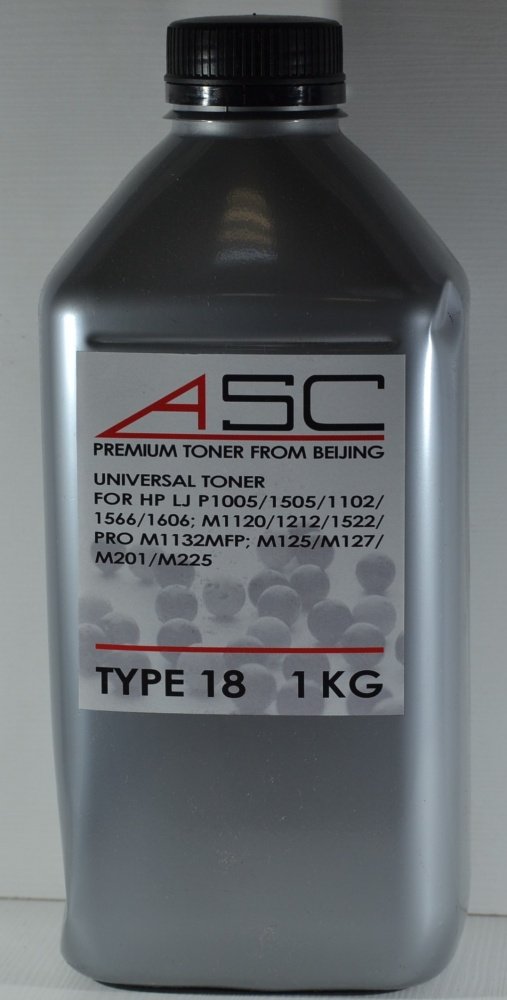 ASC
PREMIUM TONER FROM BEIJING
UNIVERSAL TONER
FOR HP LJ P1005/1505/1102/
1566/1606; M1120/1212/1522/
PRO M1132MFP; M125/M127/
M201/M225
TYPE 18 1 KG